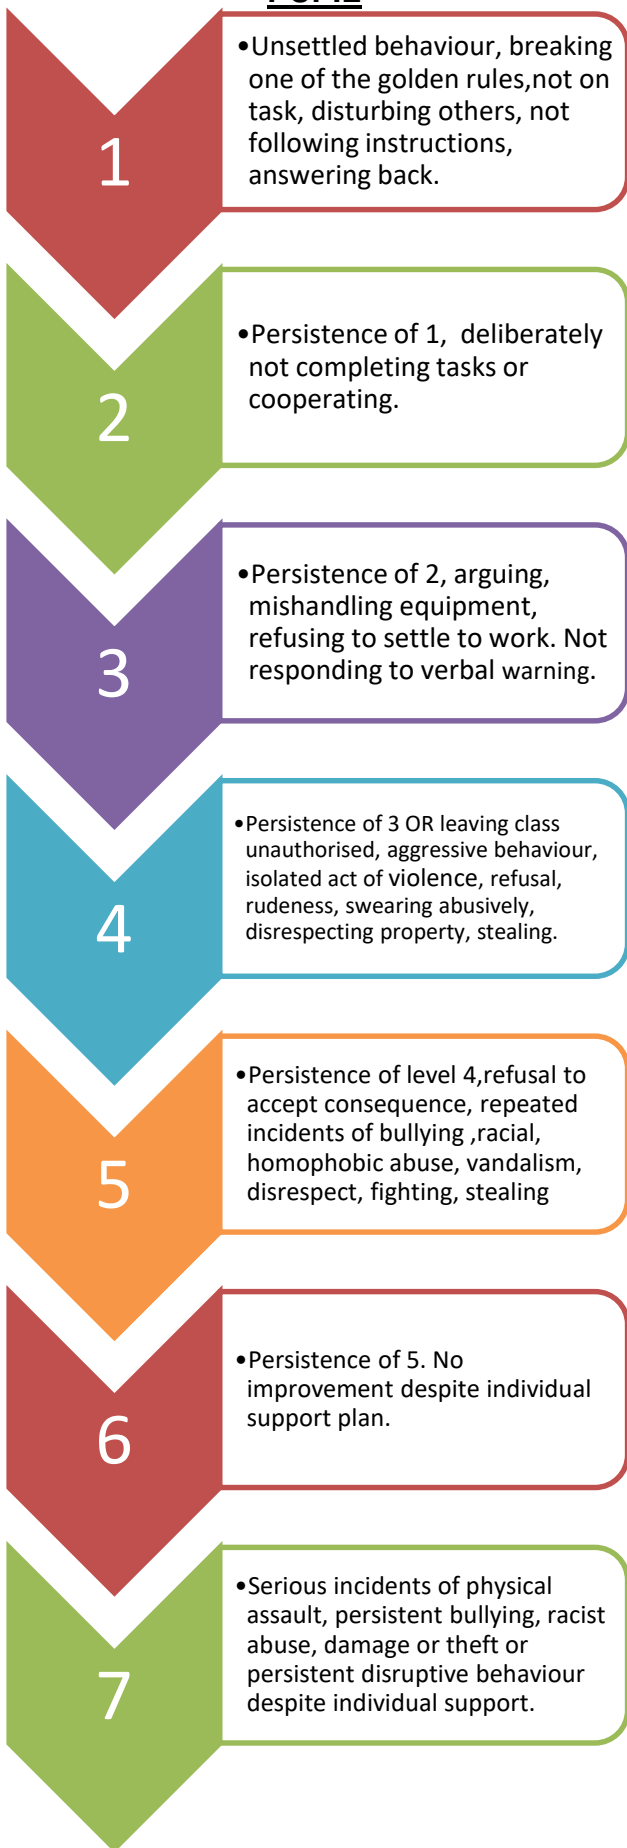 1
•Unsettled behaviour, breaking
one of the golden rules,not on
task, disturbing others, not
following instructions,
answering back.
2
•Persistence of 1,  deliberately
not completing tasks or
cooperating.
3
•Persistence of 2, arguing,
mishandling equipment,
refusing to settle to work. Not
responding to verbal warning.
4
•Persistence of 3 OR leaving class
unauthorised, aggressive behaviour,
isolated act of violence, refusal,
rudeness, swearing abusively,
disrespecting property, stealing.
5
•Persistence of level 4,refusal to
accept consequence, repeated
incidents of bullying ,racial,
homophobic abuse, vandalism,
disrespect, fighting, stealing
6
•Persistence of 5. No
improvement despite individual
support plan.
7
•Serious incidents of physical
assault, persistent bullying, racist
abuse, damage or theft or
persistent disruptive behaviour
despite individual support.